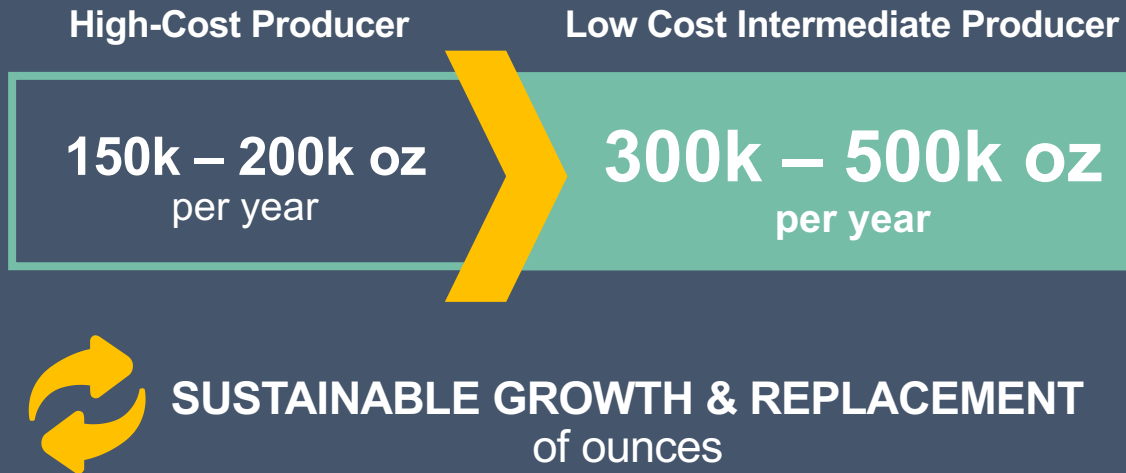 High-Cost Producer
Low Cost Intermediate Producer
150k – 200k oz
per year
300k – 500k oz
per year
SUSTAINABLE GROWTH & REPLACEMENT
of ounces